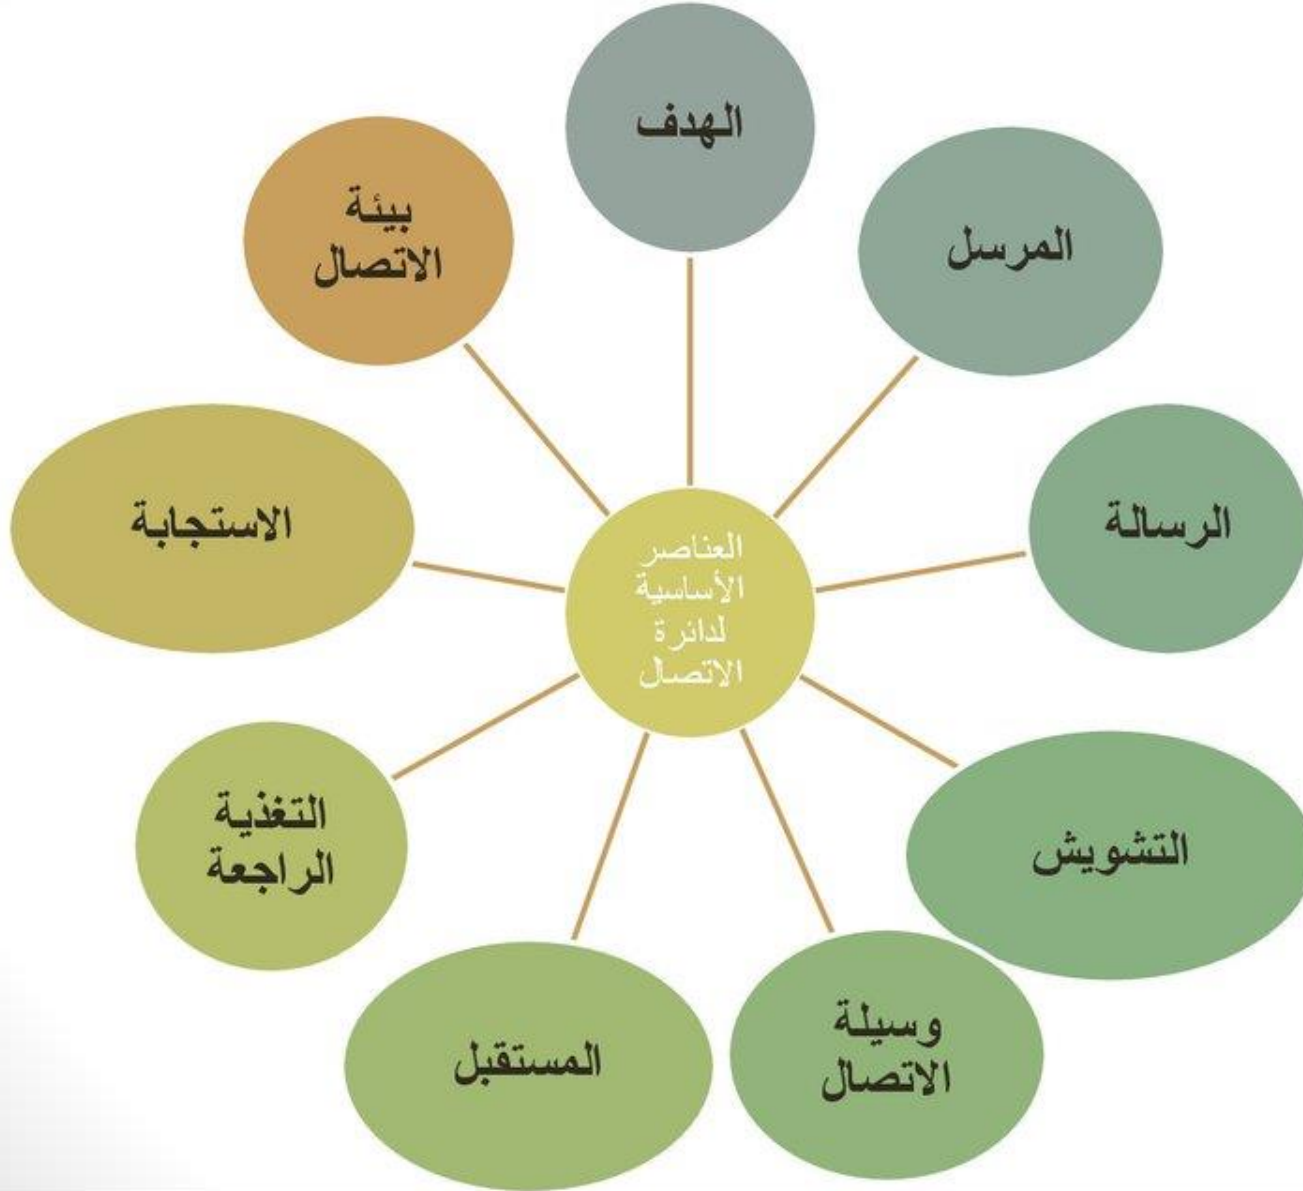 الهدف
المرسل
الرسالة
التشويش
وسيلة
الاتصال
المستقبل
التغذية
الراجعة
الاستجابة
بيئة
الاتصال
العناصر
الأساسية
لدائرة
الاتصال